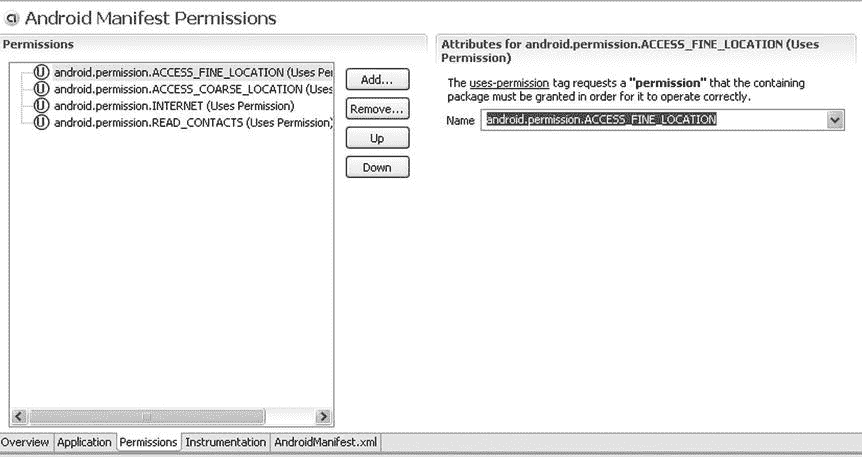 Android Manifest Permissions
Permissions
android.permission.ACCESS_FINE_LOCATION (Uses Per
android.permission.ACCESS_COARSE_LOCATION (Uses
android.permission.INTERNET (Uses Permission)
android.permission.READ_CONTACTS (Uses Permission)
Add...
Remove...
Up
Down
Attributes for android.permission.ACCESS_FINE_LOCATION (Uses
Permission)
The uses-permission tag requests a "permission" that the containing
package must be granted in order for it to operate correctly.
Name android.permission.ACCESS_FINE_LOCATION
Overview Application Permissions Instrumentation AndroidManifest.xml